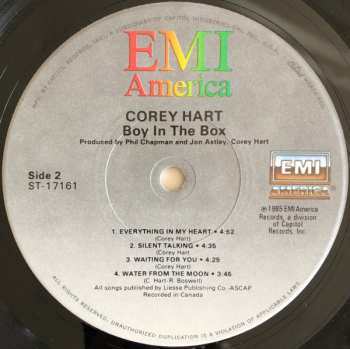 EMI
America
COREY HART
Boy In The Box
Produced by Phil Chapman and Jon Astley, Corey Hart
Side 2
ST-17161
EMI
AMERICA
℗ 1985 EMI America
Records, a division
of Capitol
Records, Inc.
1. EVERYTHING IN MY HEART • 4:52
(Corey Hart)
2. SILENT TALKING • 4:35
(Corey Hart)
3. WAITING FOR YOU • 4:25
(Corey Hart
4. WATER FROM THE MOON • 3:46
(C. Hart-R. Boswell)
All songs published by Liesse Publishing Co.-ASCAP
Recorded in Canada
ALL RIGHTS RESERVED. UNAUTHORIZED DUPLICATION IS A VIOLATION OF APPLICABLE LAWS.